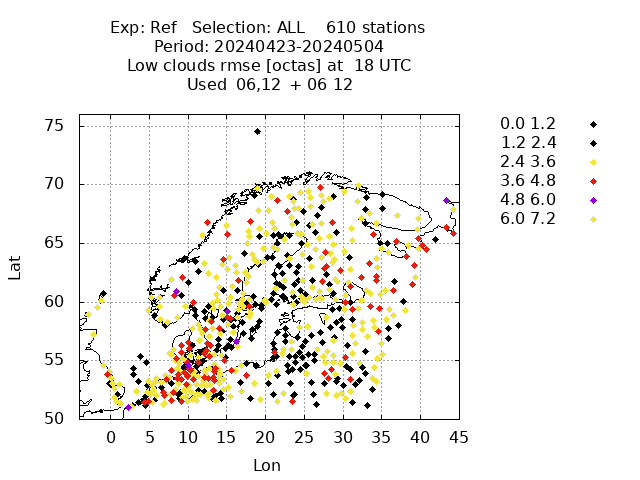 Exp: Ref   Selection: ALL    610 stations
Period: 20240423-20240504
Low clouds rmse [octas] at  18 UTC
Used  06,12  + 06 12
75
70
65
60
55
50
Lat
0 5 10 15 20 25 30 35 40 45
Lon
0.0 1.2
1.2 2.4
2.4 3.6
3.6 4.8
4.8 6.0
6.0 7.2